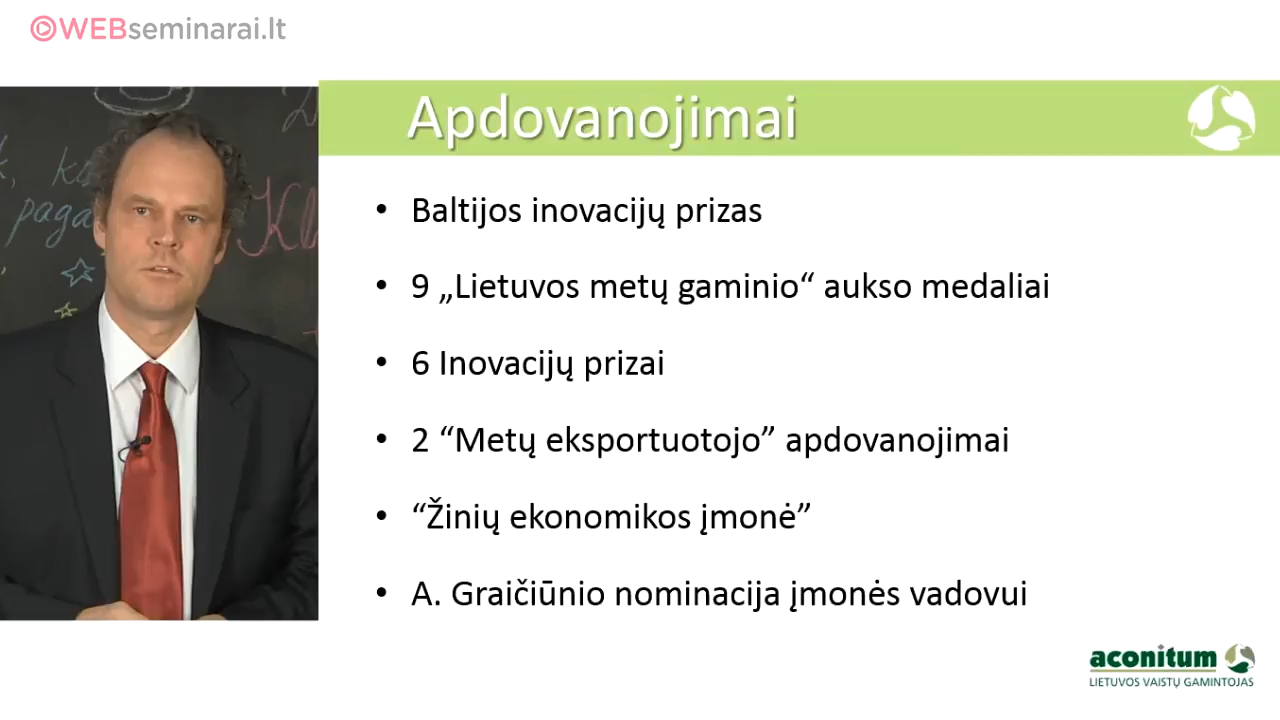 WEBseminarai.lt
Apdovanojimai
• Baltijos inovacijų prizas
• 9 „Lietuvos metų gaminio“ aukso medaliai
• 6 Inovacijų prizai
• 2 “Metų eksportuotojo” apdovanojimai
• “Žinių ekonomikos įmonė”
• A. Graičiūnio nominacija įmonės vadovui
aconitum
LIETUVOS VAISTŲ GAMINTOJAS